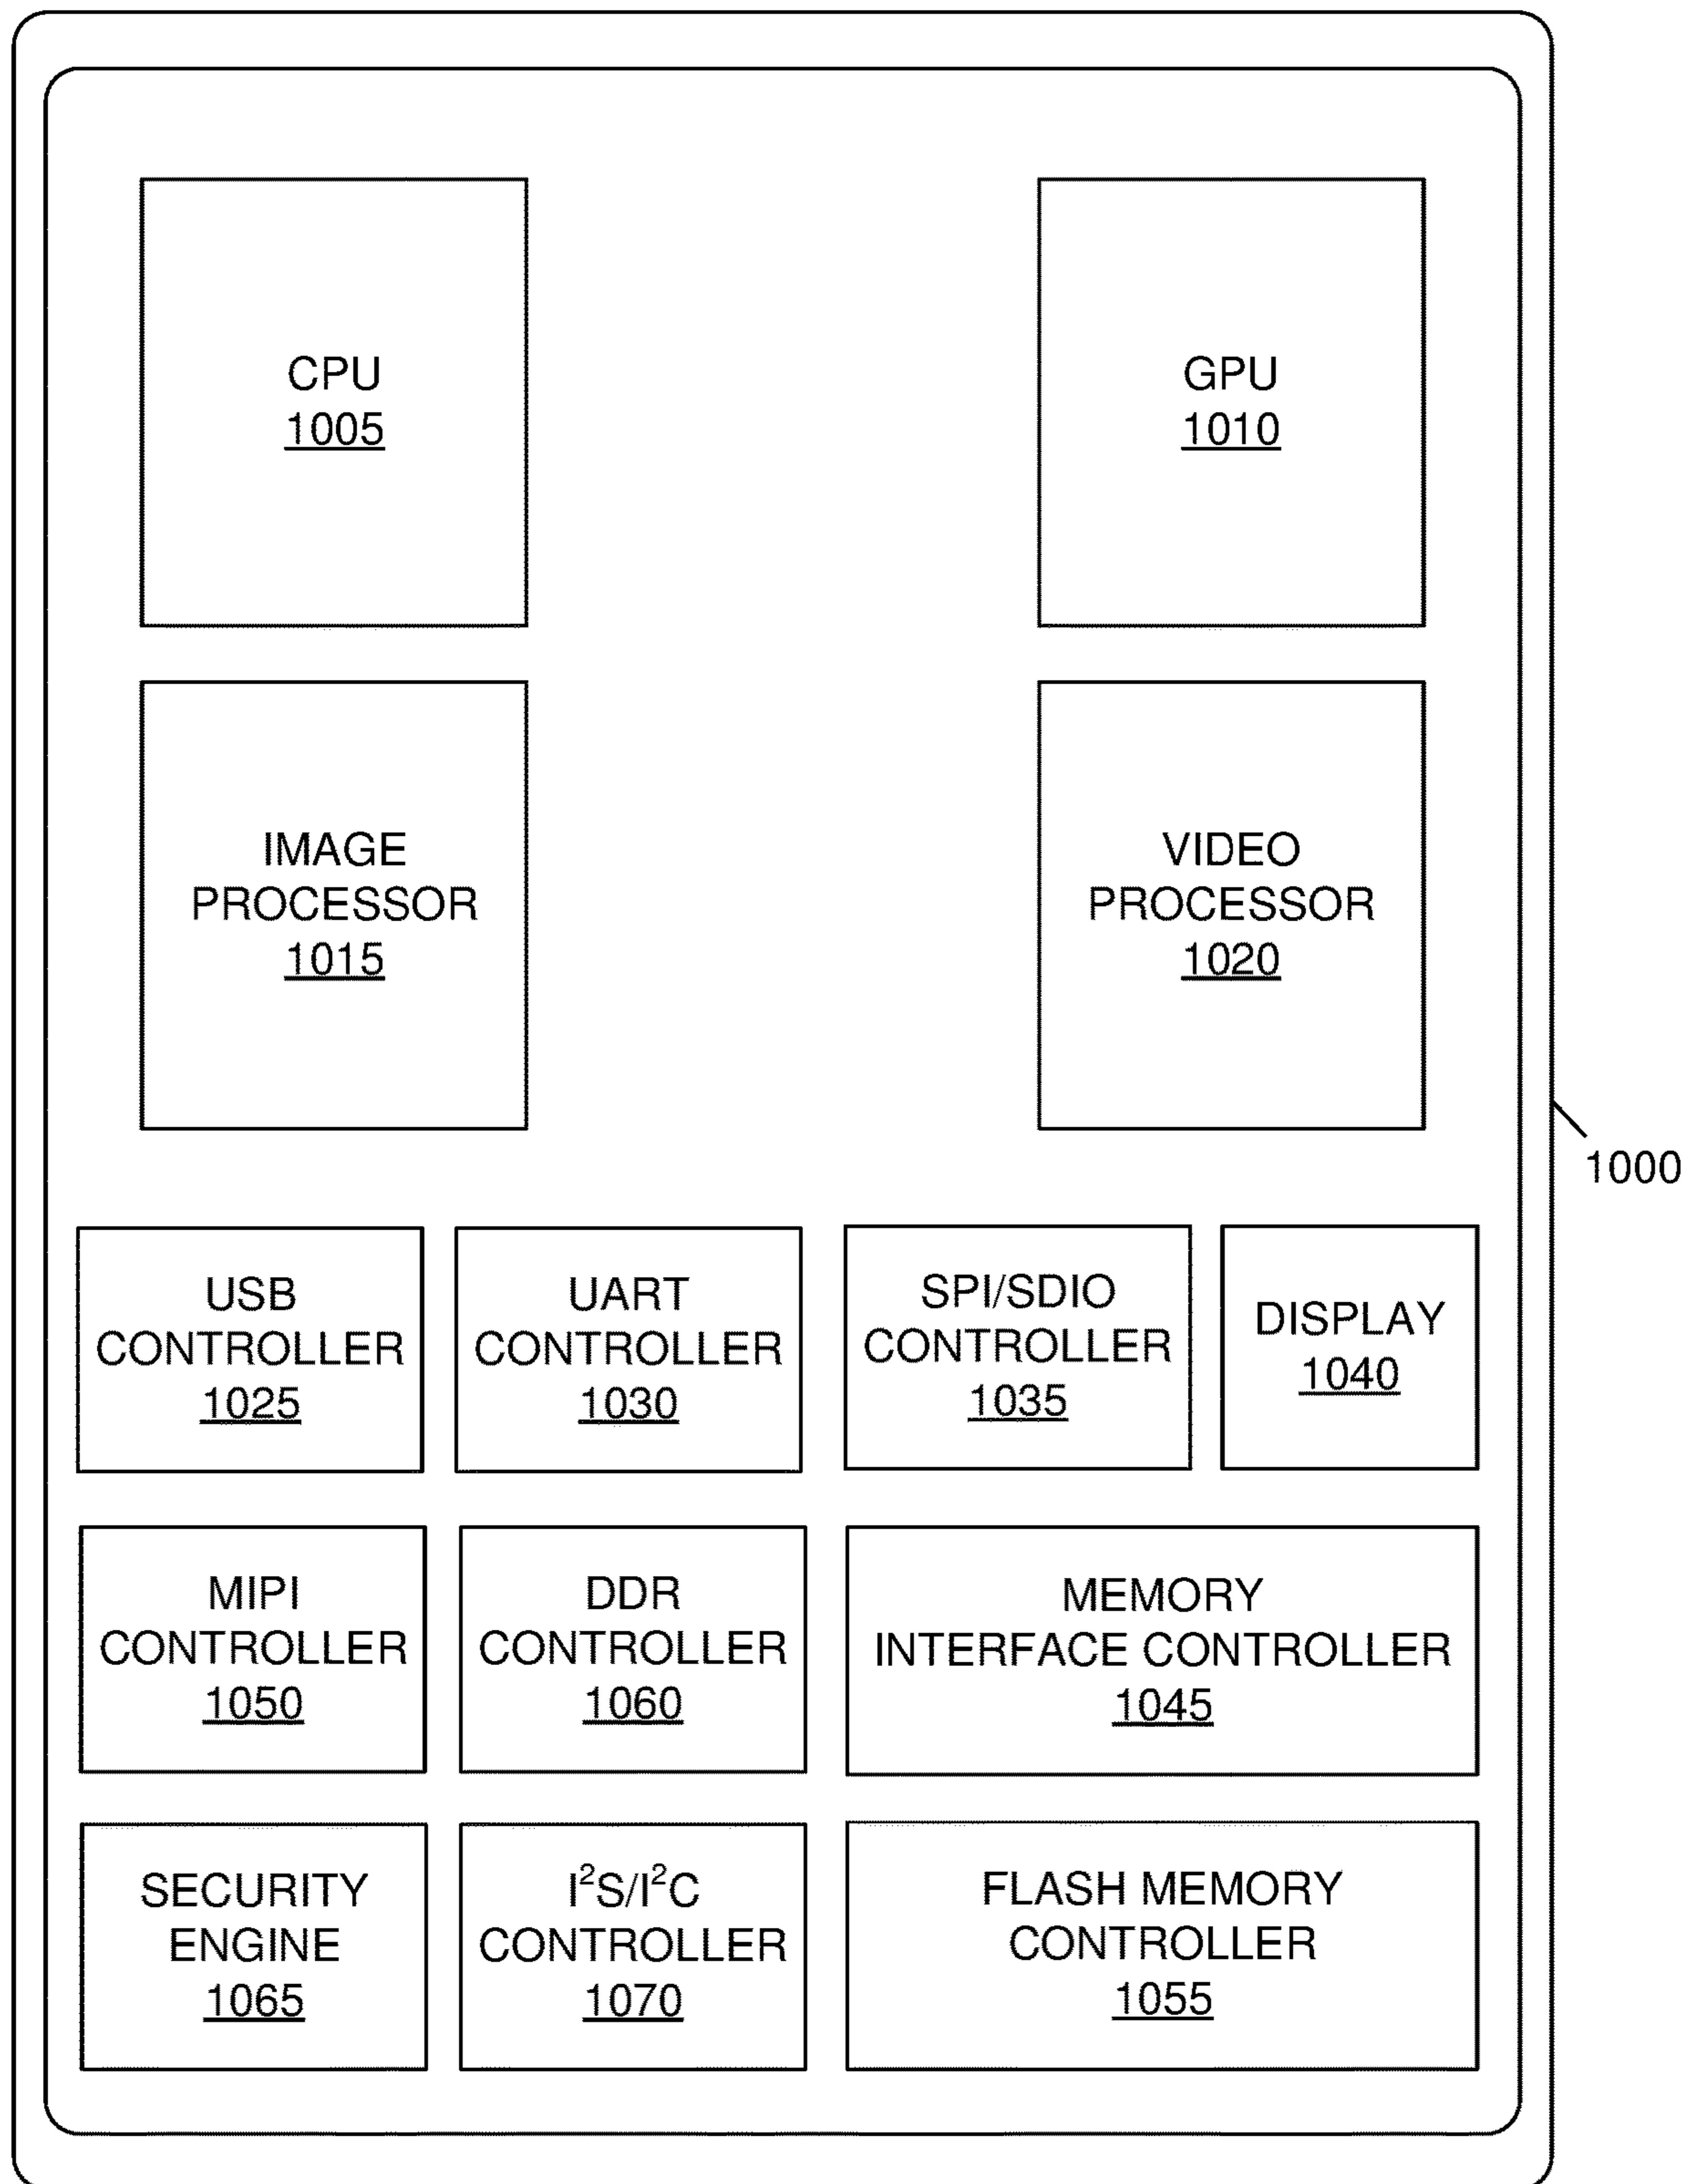 CPU
1005
GPU
1010
IMAGE
PROCESSOR
1015
VIDEO
PROCESSOR
1020
1000
USB
CONTROLLER
1025
UART
CONTROLLER
1030
SPI/SDIO
CONTROLLER
1035
DISPLAY
1040
MIPI
CONTROLLER
1050
DDR
CONTROLLER
1060
MEMORY
INTERFACE CONTROLLER
1045
SECURITY
ENGINE
1065
I²S/I²C
CONTROLLER
1070
FLASH MEMORY
CONTROLLER
1055